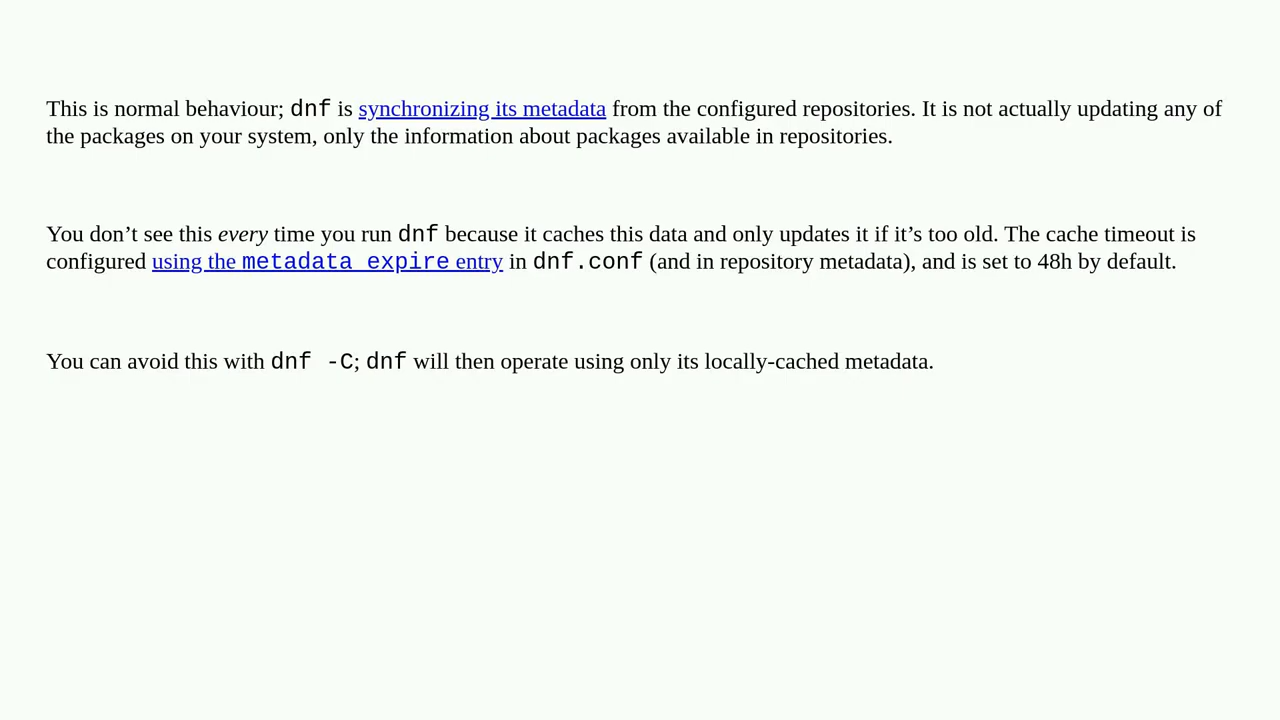 This is normal behaviour; dnf is synchronizing its metadata from the configured repositories. It is not actually updating any of
the packages on your system, only the information about packages available in repositories.
You don’t see this every time you run dnf because it caches this data and only updates it if it’s too old. The cache timeout is
configured using the metadata_expire entry in dnf.conf (and in repository metadata), and is set to 48h by default.
You can avoid this with dnf -C; dnf will then operate using only its locally-cached metadata.